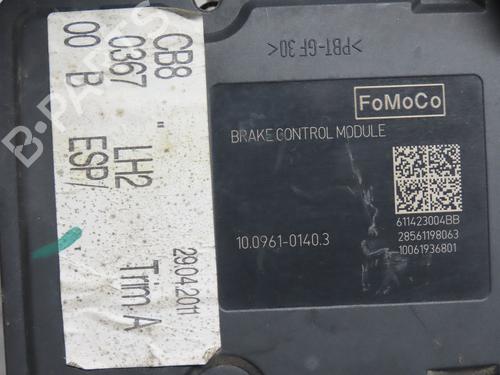 >PBT-GF30<
FoMoCo
BRAKE CONTROL MODULE
10.0961-0140.3
611423004BB
28561198063
10061936801
CB8
0367
00 B
" LH2
ESP/
29.04.2011
Trim A
B-PARTS